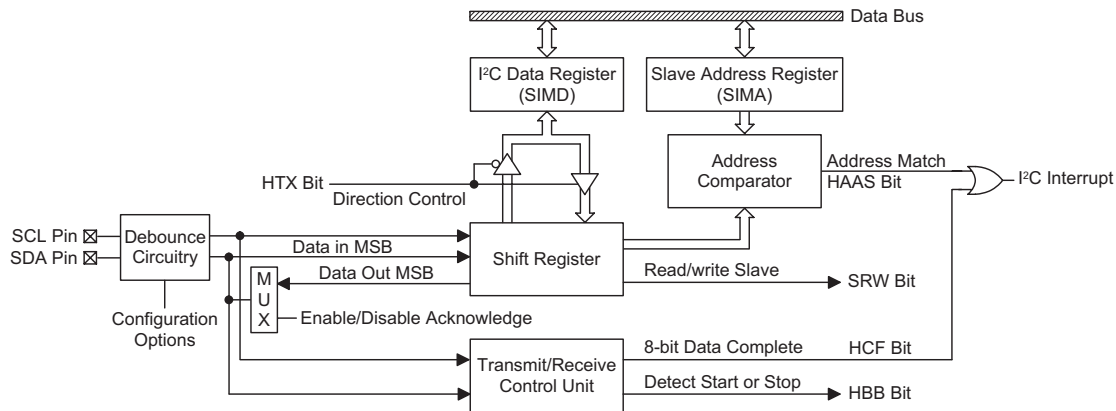 Data Bus
I²C Data Register
(SIMD)
Slave Address Register
(SIMA)
HTX Bit
Direction Control
Address
Comparator
Address Match
HAAS Bit
I²C Interrupt
SCL Pin
SDA Pin
Debounce
Circuitry
Data in MSB
Shift Register
Data Out MSB
M
U
X
Read/write Slave
SRW Bit
Configuration
Options
Enable/Disable Acknowledge
Transmit/Receive
Control Unit
8-bit Data Complete
HCF Bit
Detect Start or Stop
HBB Bit